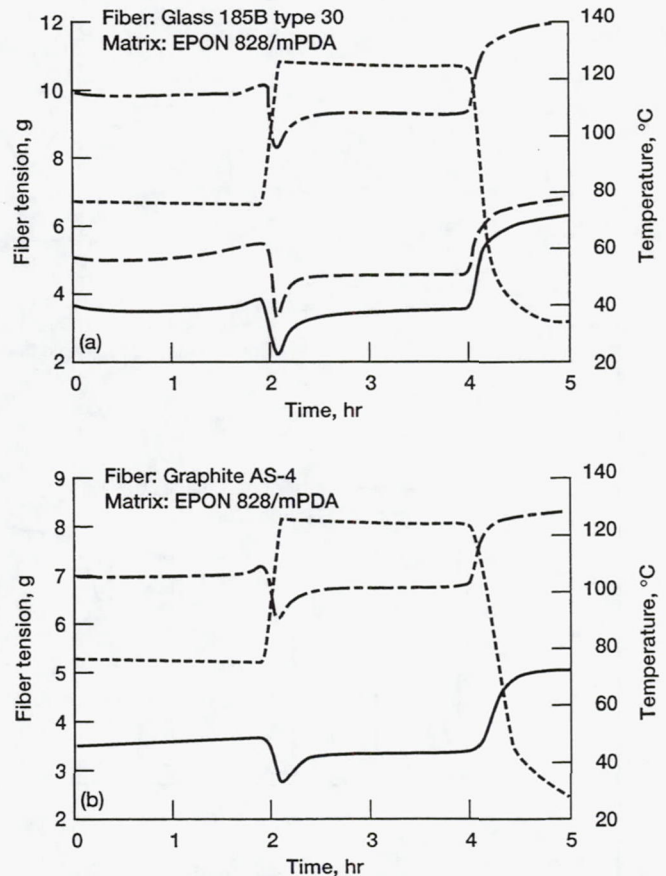 Fiber: Glass 185B type 30
Matrix: EPON 828/mPDA
12
10
8
6
4
2
Fiber tension, g
140
120
100
80
60
40
20
Temperature, °C
(a)
0 1 2 3 4 5
Time, hr
Fiber: Graphite AS-4
Matrix: EPON 828/mPDA
9
8
7
6
5
4
3
2
Fiber tension, g
140
120
100
80
60
40
20
Temperature, °C
(b)
0 1 2 3 4 5
Time, hr